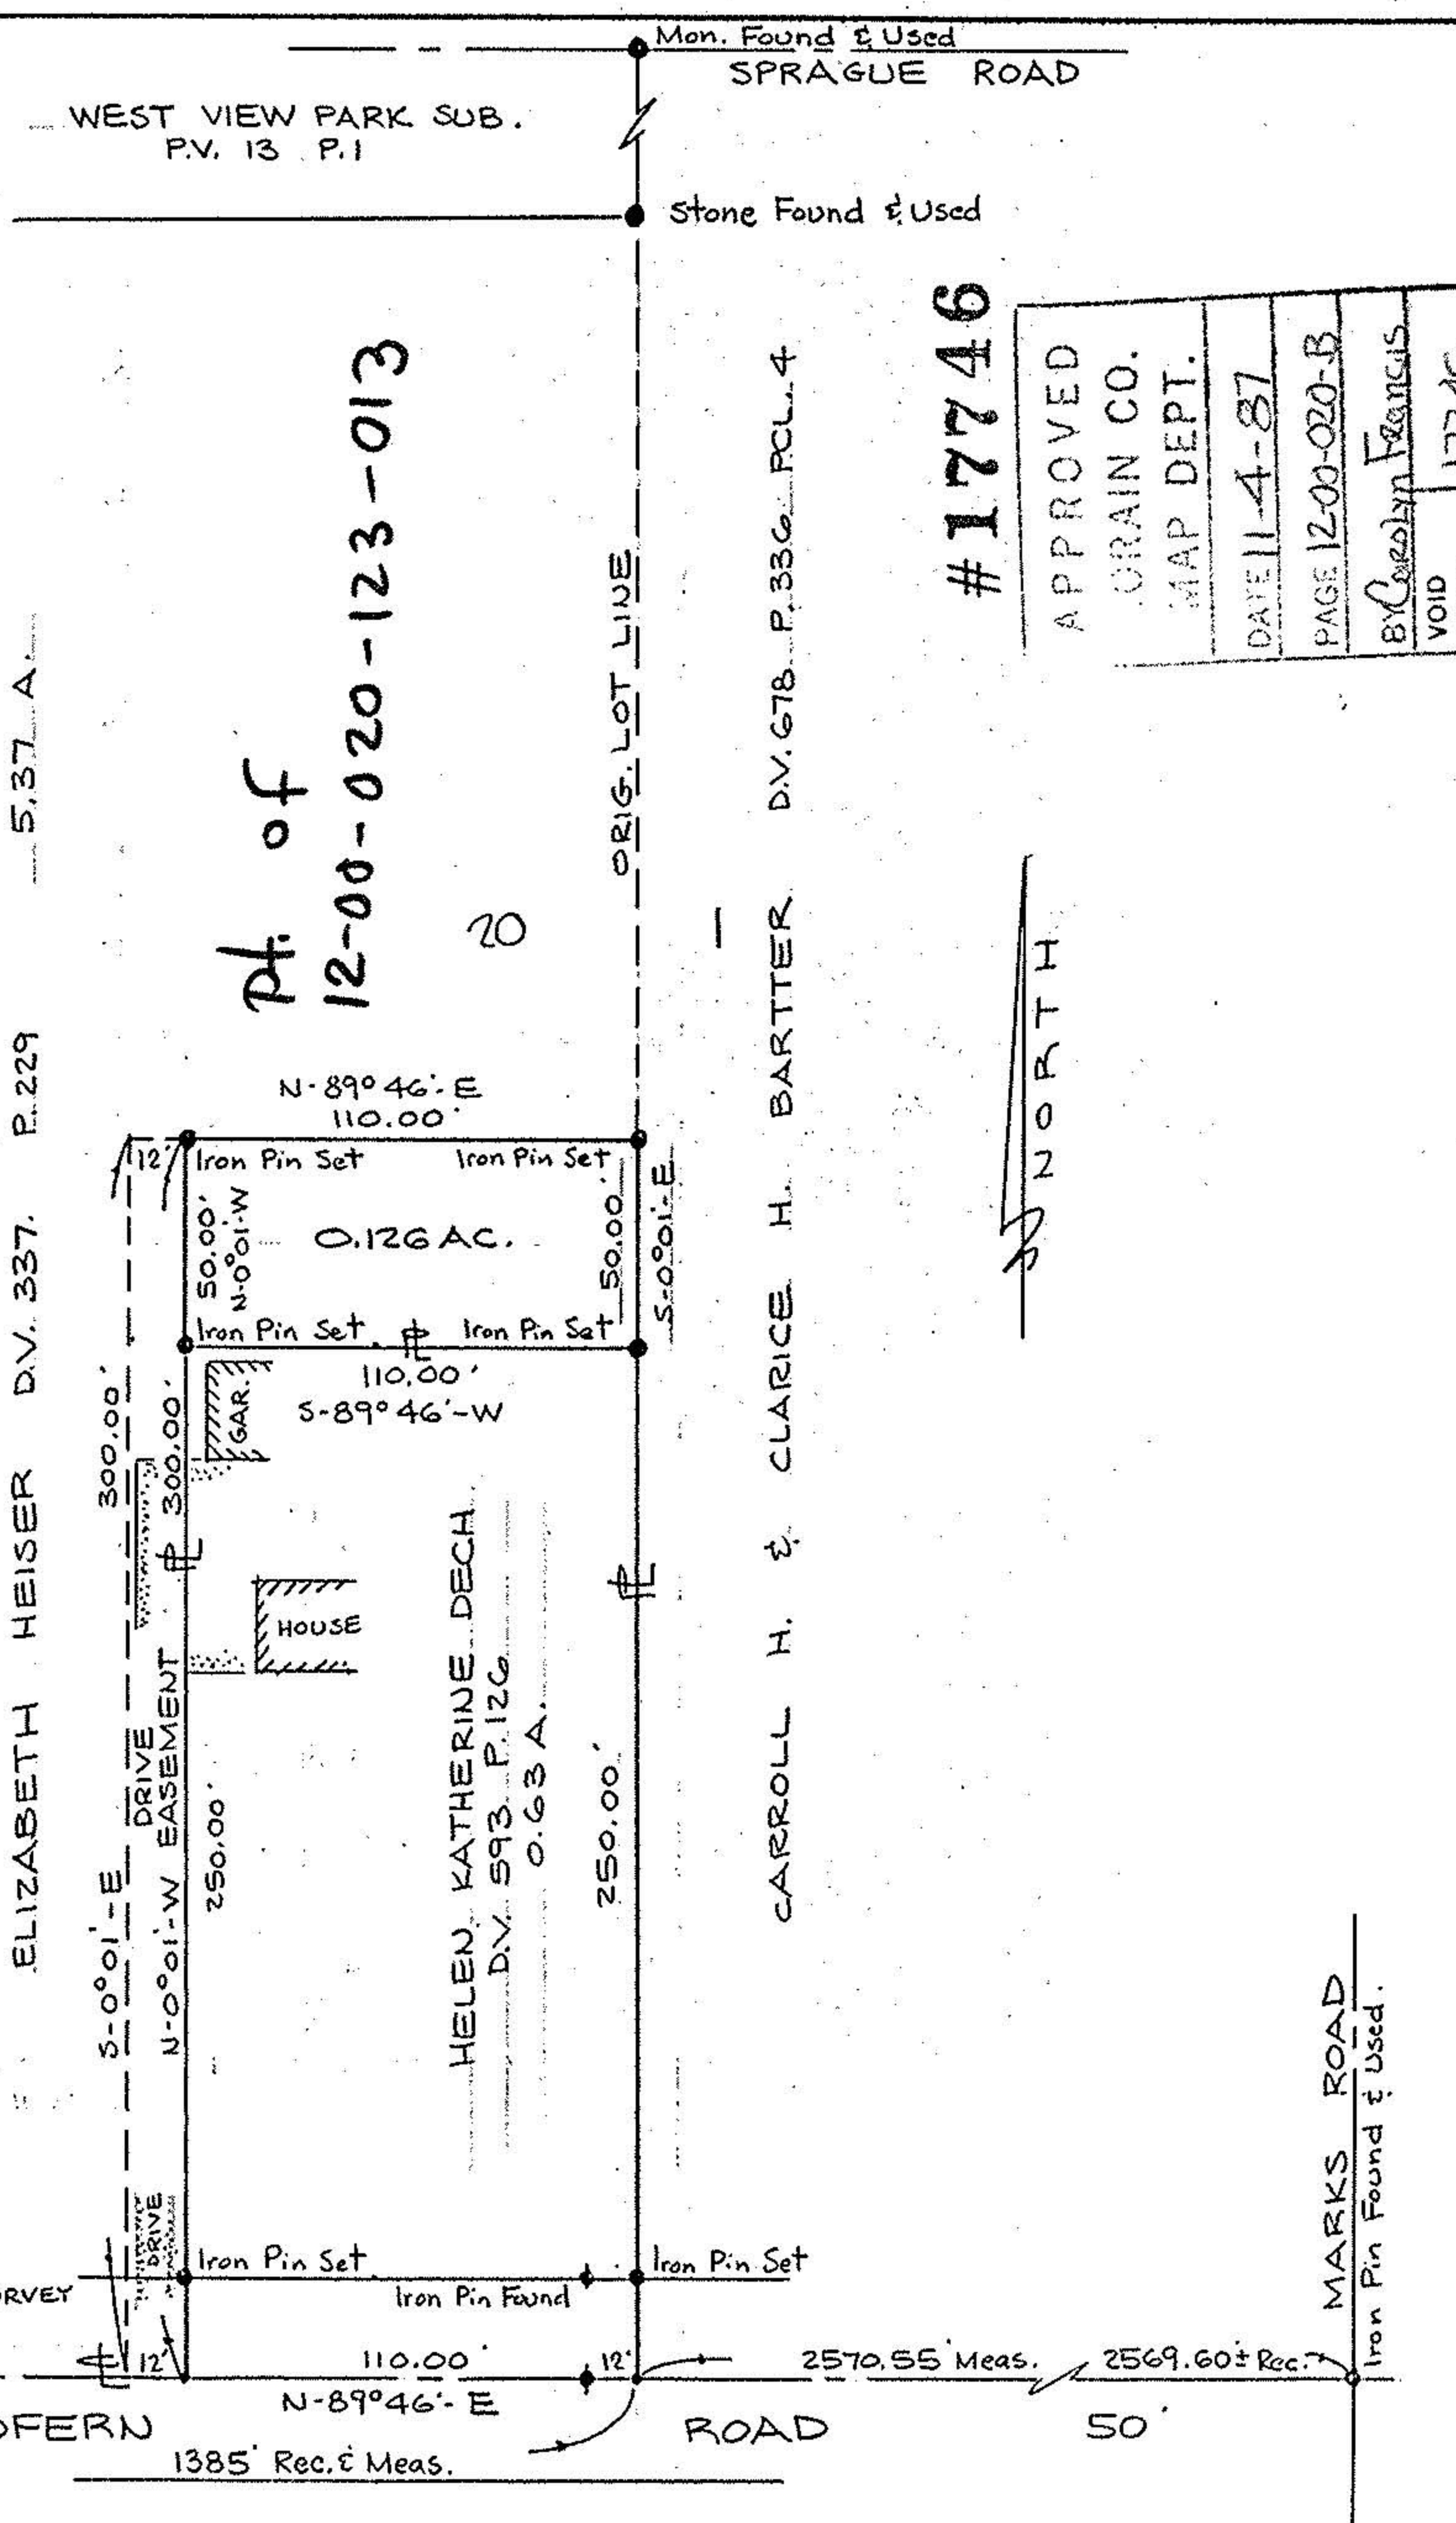 Mon. Found & Used
SPRAGUE ROAD
WEST VIEW PARK SUB.
P.V. 13 P.1
Stone Found & Used
#17746
APPROVED
ORAIN CO.
MAP DEPT.
DATE 11-4-87
PAGE 12-00-020-B
BY Carolyn Francis
VOID
5.37 A.
pt. of
12-00-020-123-013
ORIG. LOT LINE
D.V. 678 P. 336 PCL. 4
20
1
NORTH
P. 229
D.V. 337.
ELIZABETH HEISER
N-89°46'-E
110.00'
12'
Iron Pin Set
Iron Pin Set
50.00'
N-0°01'-W
0.126 AC.
50.00'
S-0°01'-E
Iron Pin Set
PL
Iron Pin Set
110.00'
S-89°46'-W
GAR.
300.00'
300.00'
PL
PL
HOUSE
DRIVE
N-0°01'-W EASEMENT
S-0°01'-E
250.00'
HELEN KATHERINE DECH
D.V. 593 P. 126
0.63 A.
250.00'
CARROLL H. & CLARICE H. BARTTER
MARKS ROAD
Iron Pin Found & Used.
DRIVE
Iron Pin Set
Iron Pin Set
RVEY
Iron Pin Found
12'
110.00'
12'
2570.55' Meas.
2569.60'± Rec.
CL
N-89°46'-E
OFERN ROAD 50'
1385' Rec. & Meas.